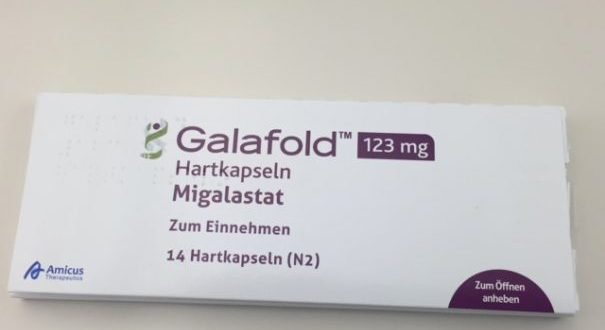 Galafold™ 123 mg
Hartkapseln
Migalastat
Zum Einnehmen
14 Hartkapseln (N2)
Amicus
Therapeutics
Zum Öffnen
anheben